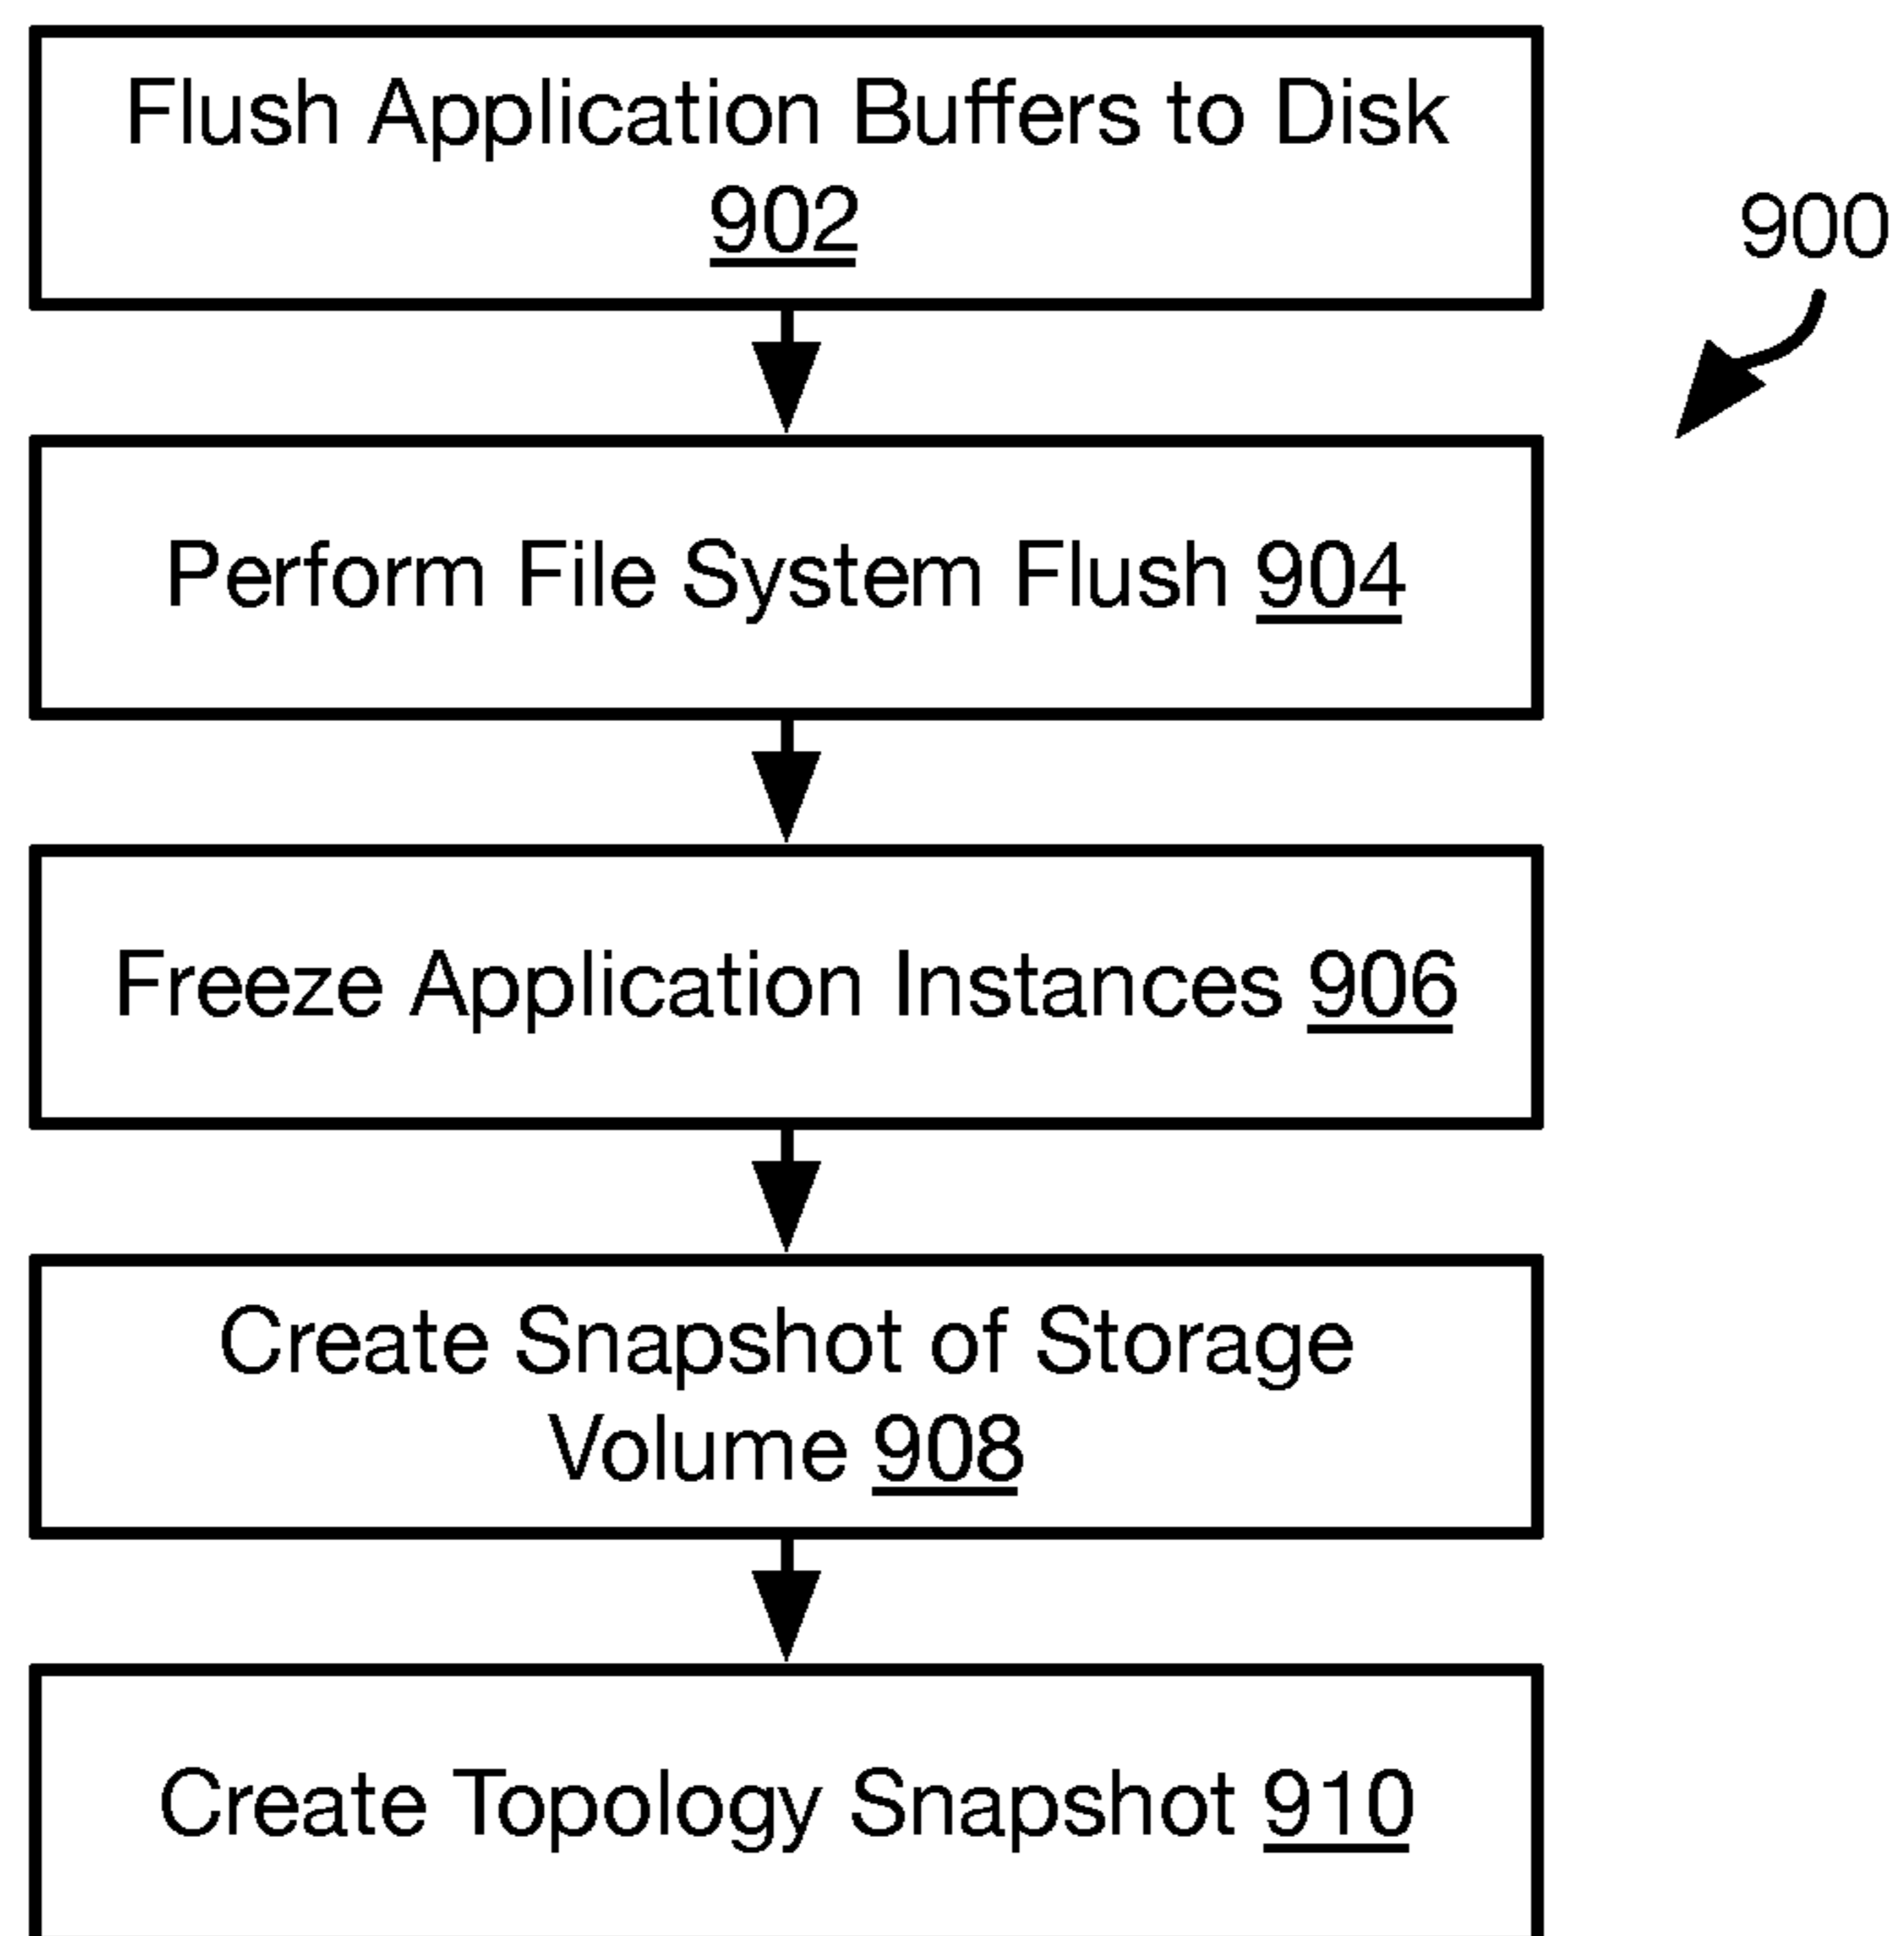 Flush Application Buffers to Disk
902
900
Perform File System Flush 904
Freeze Application Instances 906
Create Snapshot of Storage
Volume 908
Create Topology Snapshot 910